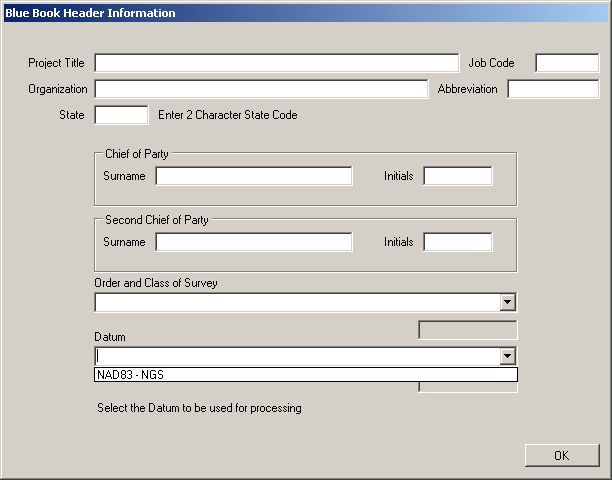 Blue Book Header Information
Project Title Job Code
Organization Abbreviation
State Enter 2 Character State Code
Chief of Party
Surname Initials
Second Chief of Party
Surname Initials
Order and Class of Survey
Datum
NAD83 - NGS
Select the Datum to be used for processing
OK